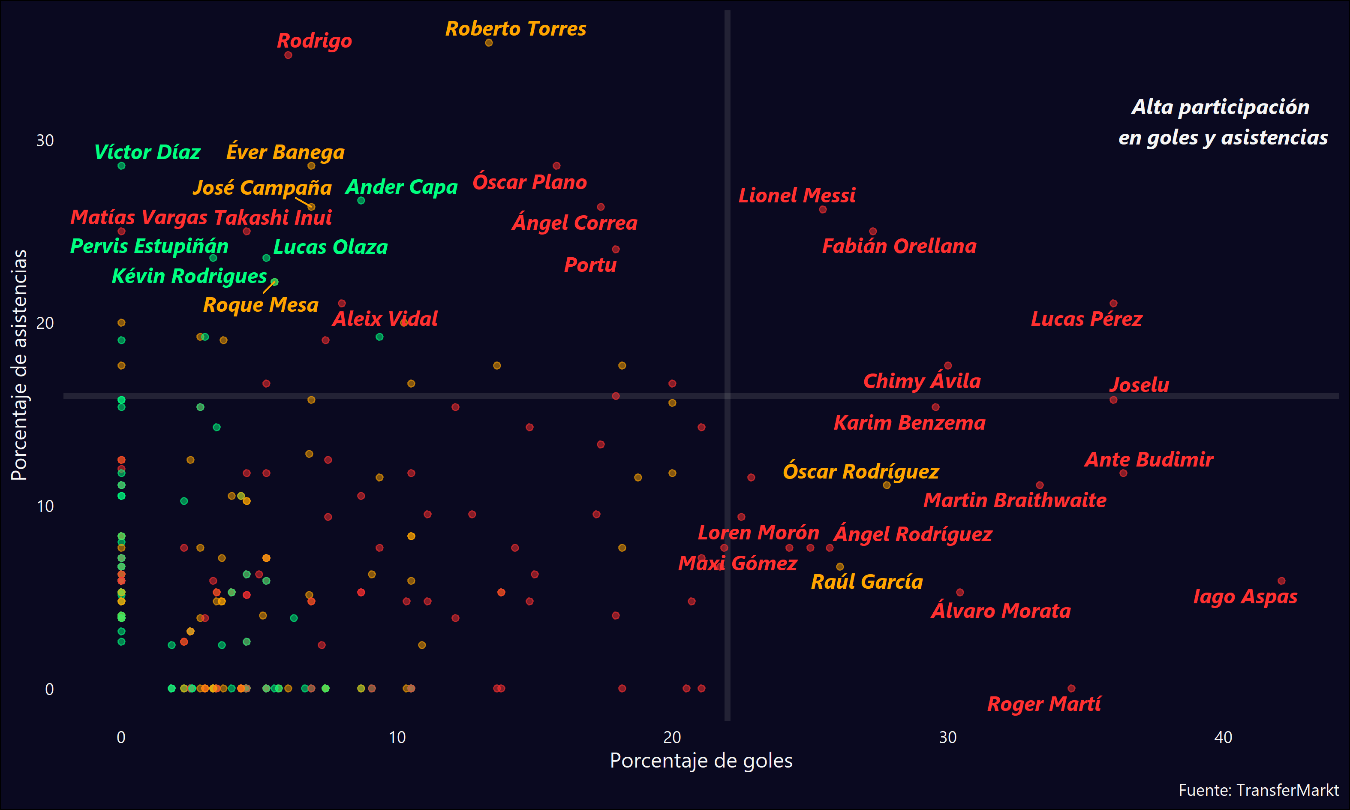 Roberto Torres
Rodrigo
Alta participación
en goles y asistencias
30
Víctor Díaz
Éver Banega
José Campaña
Ander Capa
Óscar Plano
Lionel Messi
Matías Vargas
Takashi Inui
Ángel Correa
Pervis Estupiñán
Lucas Olaza
Portu
Fabián Orellana
Kévin Rodrigues
Roque Mesa
20
Aleix Vidal
Lucas Pérez
Chimy Ávila
Joselu
Karim Benzema
Porcentaje de asistencias
Óscar Rodríguez
Ante Budimir
10
Martin Braithwaite
Loren Morón
Ángel Rodríguez
Maxi Gómez
Raúl García
Iago Aspas
Álvaro Morata
0
Roger Martí
0
10
20
30
40
Porcentaje de goles
Fuente: TransferMarkt